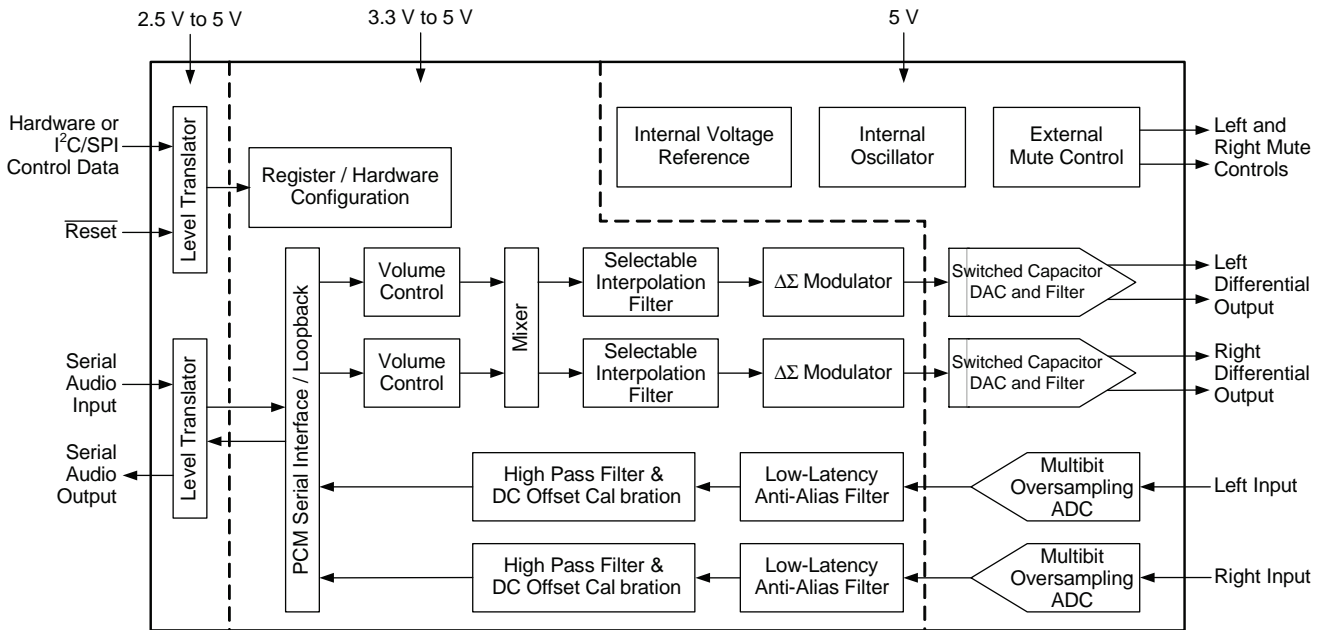 2.5 V to 5 V
3.3 V to 5 V
5 V
Hardware or
I²C/SPI
Control Data
Reset
Level Translator
Register / Hardware
Configuration
Internal Voltage
Reference
Internal
Oscillator
External
Mute Control
Left and
Right Mute
Controls
Serial
Audio
Input
Serial
Audio
Output
Level Translator
PCM Serial Interface / Loopback
Volume
Control
Volume
Control
Mixer
Selectable
Interpolation
Filter
ΔΣ Modulator
Switched Capacitor
DAC and Filter
Left
Differential
Output
Selectable
Interpolation
Filter
ΔΣ Modulator
Switched Capacitor
DAC and Filter
Right
Differential
Output
High Pass Filter &
DC Offset Cal bration
Low-Latency
Anti-Alias Filter
Multibit
Oversampling
ADC
Left Input
High Pass Filter &
DC Offset Cal bration
Low-Latency
Anti-Alias Filter
Multibit
Oversampling
ADC
Right Input